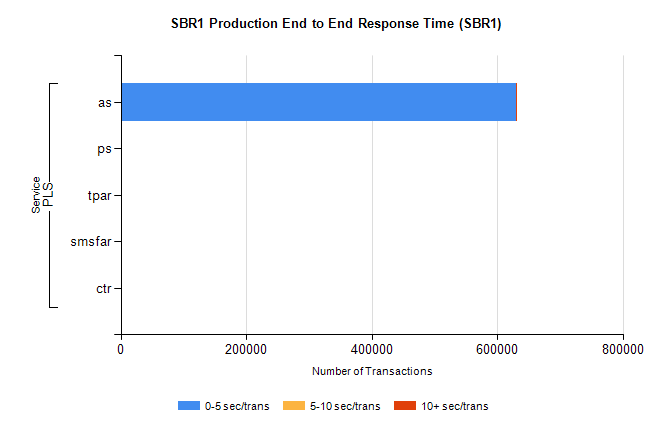 SBR1 Production End to End Response Time (SBR1)
Service
PLS
as
ps
tpar
smsfar
ctr
0 200000 400000 600000 800000
Number of Transactions
0-5 sec/trans 5-10 sec/trans 10+ sec/trans